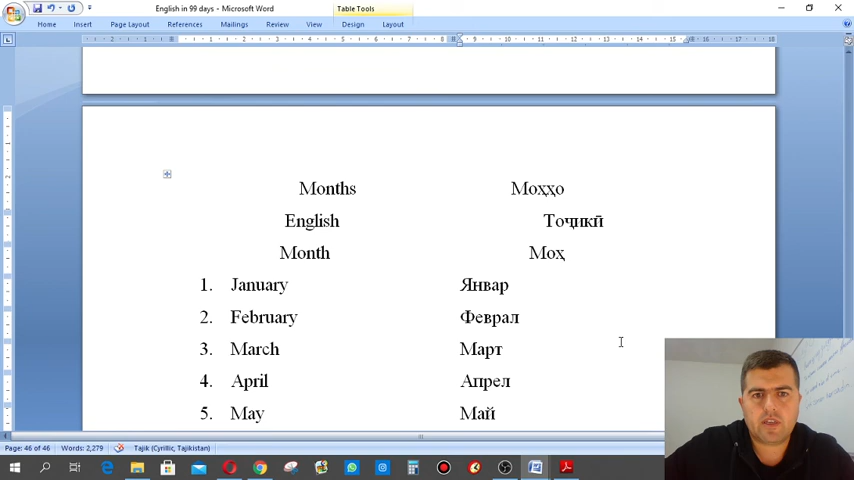 English in 99 days - Microsoft Word
Table Tools
Home Insert Page Layout References Mailings Review View Design Layout
Months Моҳҳо
English Тоҷикӣ
Month Моҳ
1. January Январ
2. February Феврал
3. March Март
4. April Апрел
5. May Май
Page: 46 of 46 Words: 2,279 Tajik (Cyrillic, Tajikistan)